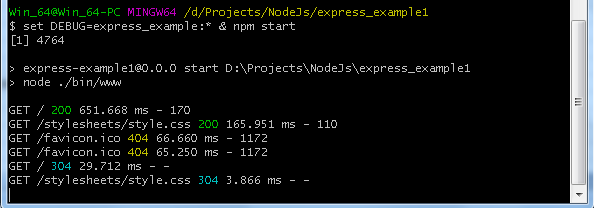 Win_64@Win_64-PC MINGW64 /d/Projects/NodeJs/express_example1
$ set DEBUG=express_example:* & npm start
[1] 4764
> express-example1@0.0.0 start D:\Projects\NodeJs\express_example1
> node ./bin/www
GET / 200 651.668 ms - 170
GET /stylesheets/style.css 200 165.951 ms - 110
GET /favicon.ico 404 66.660 ms - 1172
GET /favicon.ico 404 65.250 ms - 1172
GET / 304 29.712 ms - -
GET /stylesheets/style.css 304 3.866 ms - -